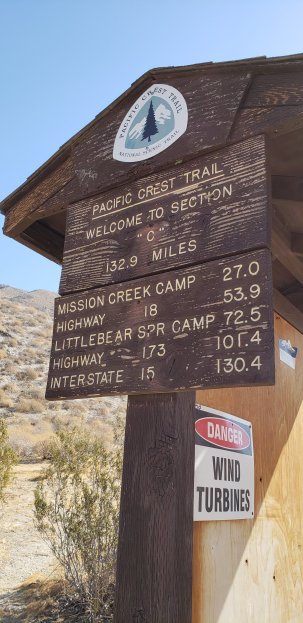 PACIFIC CREST TRAIL
NATIONAL SCENIC TRAIL
PACIFIC CREST TRAIL
WELCOME TO SECTION
"C"
132.9 MILES
MISSION CREEK CAMP 27.0
HIGHWAY 18 53.9
LITTLEBEAR SPR CAMP 72.5
HIGHWAY 173 101.4
INTERSTATE 15 130.4
DANGER
WIND
TURBINES